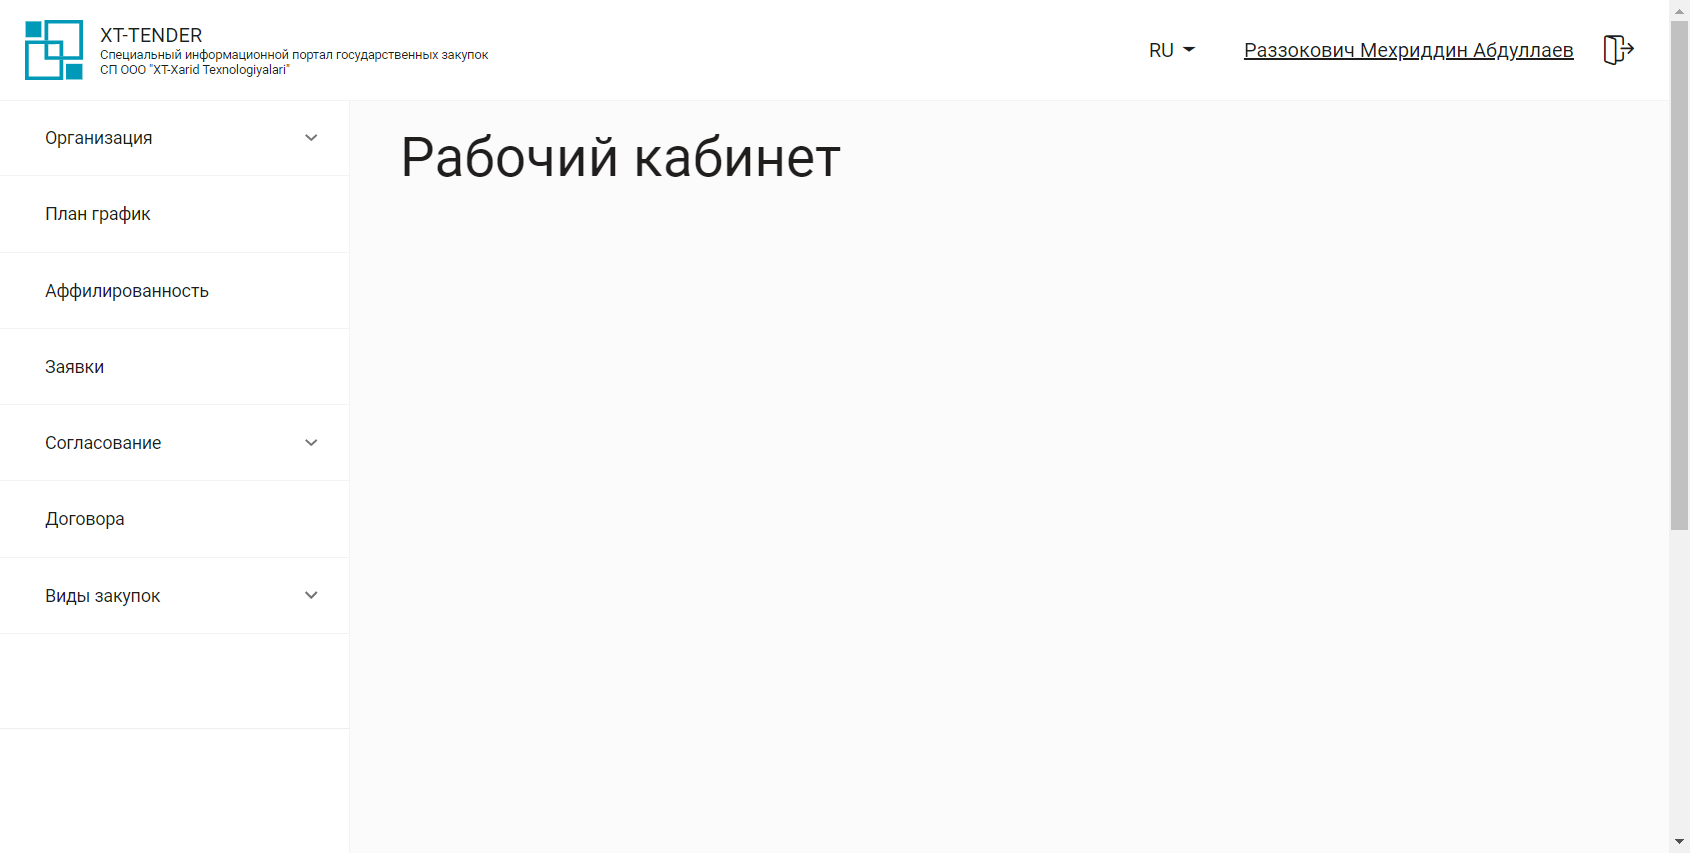 XT-TENDER
Специальный информационной портал государственных закупок
СП ООО "XT-Xarid Texnologiyalari"
RU
Раззокович Мехриддин Абдуллаев
Организация
План график
Аффилированность
Заявки
Согласование
Договора
Виды закупок
Рабочий кабинет